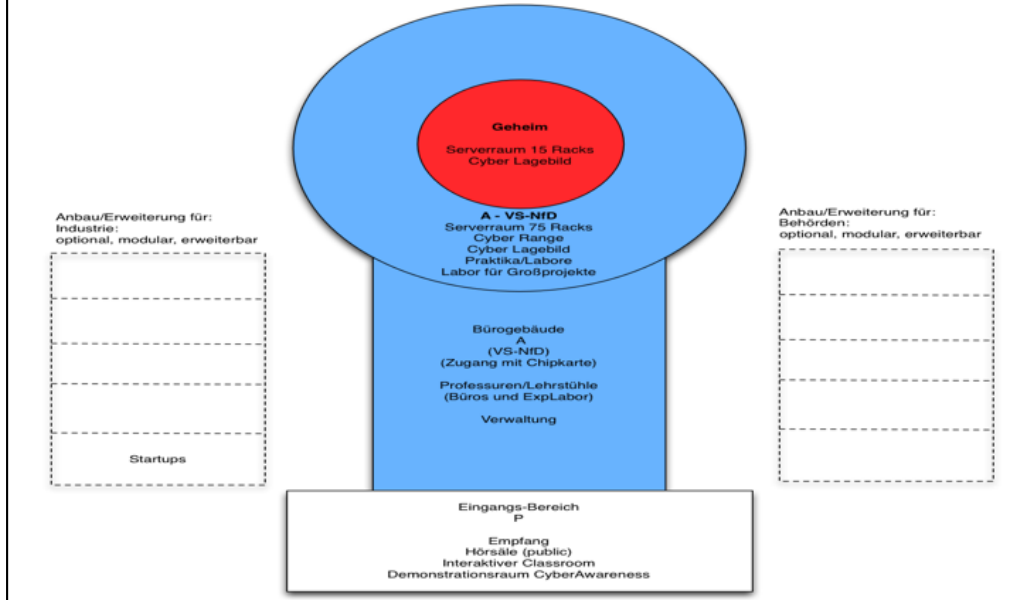 Geheim
Serverraum 15 Racks
Cyber Lagebild
A - VS-NfD
Serverraum 75 Racks
Cyber Range
Cyber Lagebild
Praktika/Labore
Labor für Großprojekte
Anbau/Erweiterung für:
Industrie:
optional, modular, erweiterbar
Startups
Anbau/Erweiterung für:
Behörden:
optional, modular, erweiterbar
Bürogebäude
A
(VS-NfD)
(Zugang mit Chipkarte)
Professuren/Lehrstühle
(Büros und ExpLabor)
Verwaltung
Eingangs-Bereich
P
Empfang
Hörsäle (public)
Interaktiver Classroom
Demonstrationsraum CyberAwareness